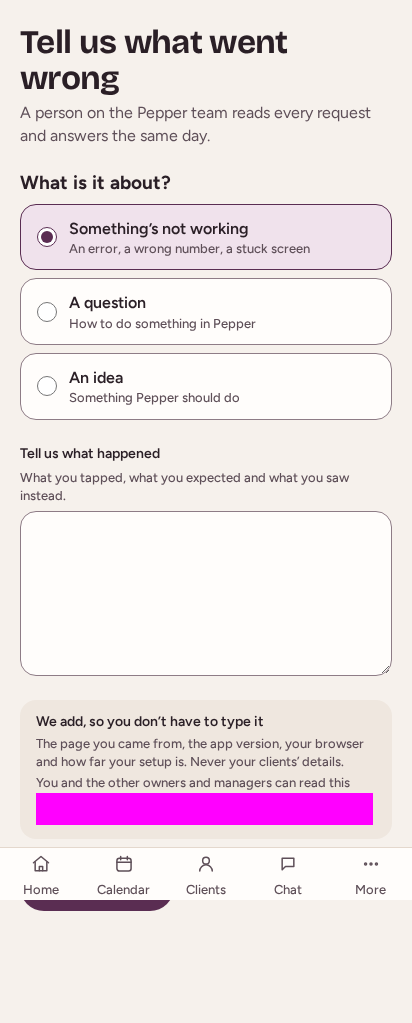 Tell us what went
wrong
A person on the Pepper team reads every request
and answers the same day.
What is it about?
Something’s not working
An error, a wrong number, a stuck screen
A question
How to do something in Pepper
An idea
Something Pepper should do
Tell us what happened
What you tapped, what you expected and what you saw
instead.
We add, so you don’t have to type it
The page you came from, the app version, your browser
and how far your setup is. Never your clients’ details.
You and the other owners and managers can read this
Home
Calendar
Clients
Chat
More